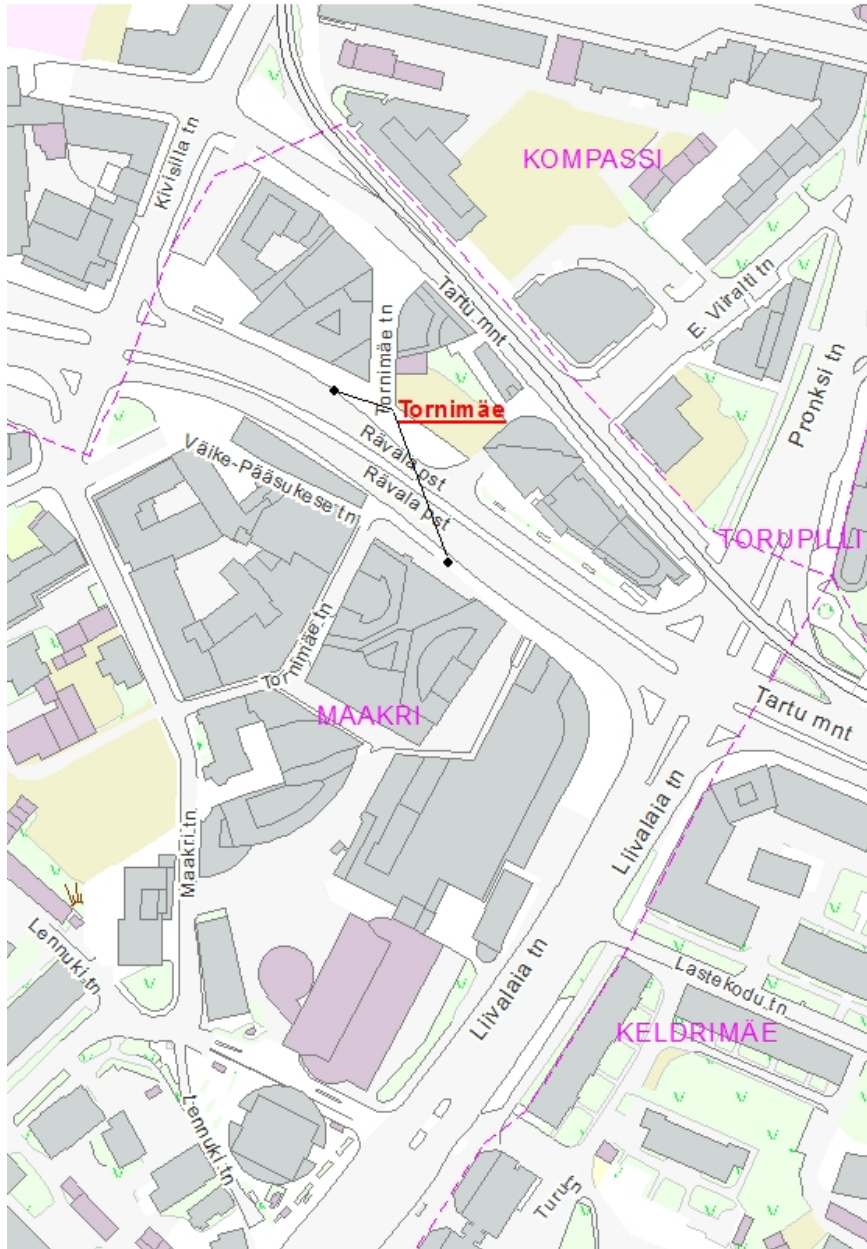 Kivisilla tn
KOMPASSI
Tartu mnt
E. Viiralti tn
Tornimäe tn
Pronksi tn
Tornimäe
Rävala pst
Rävala pst
Väike-Pääsukese tn
TORUPILLI
Tornimäe tn
MAAKRI
Tartu mnt
Liivalaia tn
Maakri tn
Lennuki tn
Liivalaia tn
Lastekodu tn
KELDRIMÄE
Lennuki tn
Turu tn